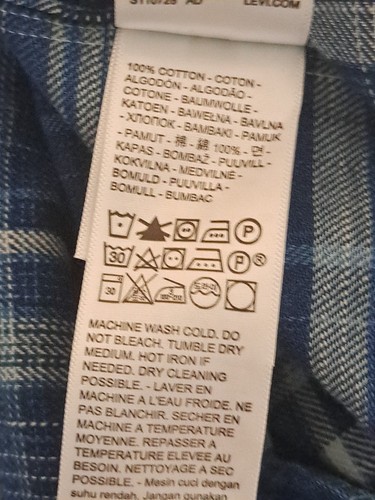 LEVI.COM
100% COTTON - COTON -
ALGODÓN - ALGODÃO -
COTONE - BAUMWOLLE -
KATOEN - BAWEŁNA - BAVLNA
- ХЛОПОК - BAMBAKI - PAMUK
- PAMUT - 棉 - 綿 100% - 면 -
KAPAS - BOMBAŽ - PUUVILL -
KOKVILNA - MEDVILNĖ -
BOMULD - PUUVILLA -
BOMULL - BUMBAC
P
30 P ®
30
MACHINE WASH COLD. DO
NOT BLEACH. TUMBLE DRY
MEDIUM. HOT IRON IF
NEEDED. DRY CLEANING
POSSIBLE. - LAVER EN
MACHINE A L'EAU FROIDE. NE
PAS BLANCHIR. SECHER EN
MACHINE A TEMPERATURE
MOYENNE. REPASSER A
TEMPERATURE ELEVEE AU
BESOIN. NETTOYAGE A SEC
POSSIBLE. - Mesin cuci dengan
suhu rendah. Jangan gunakan